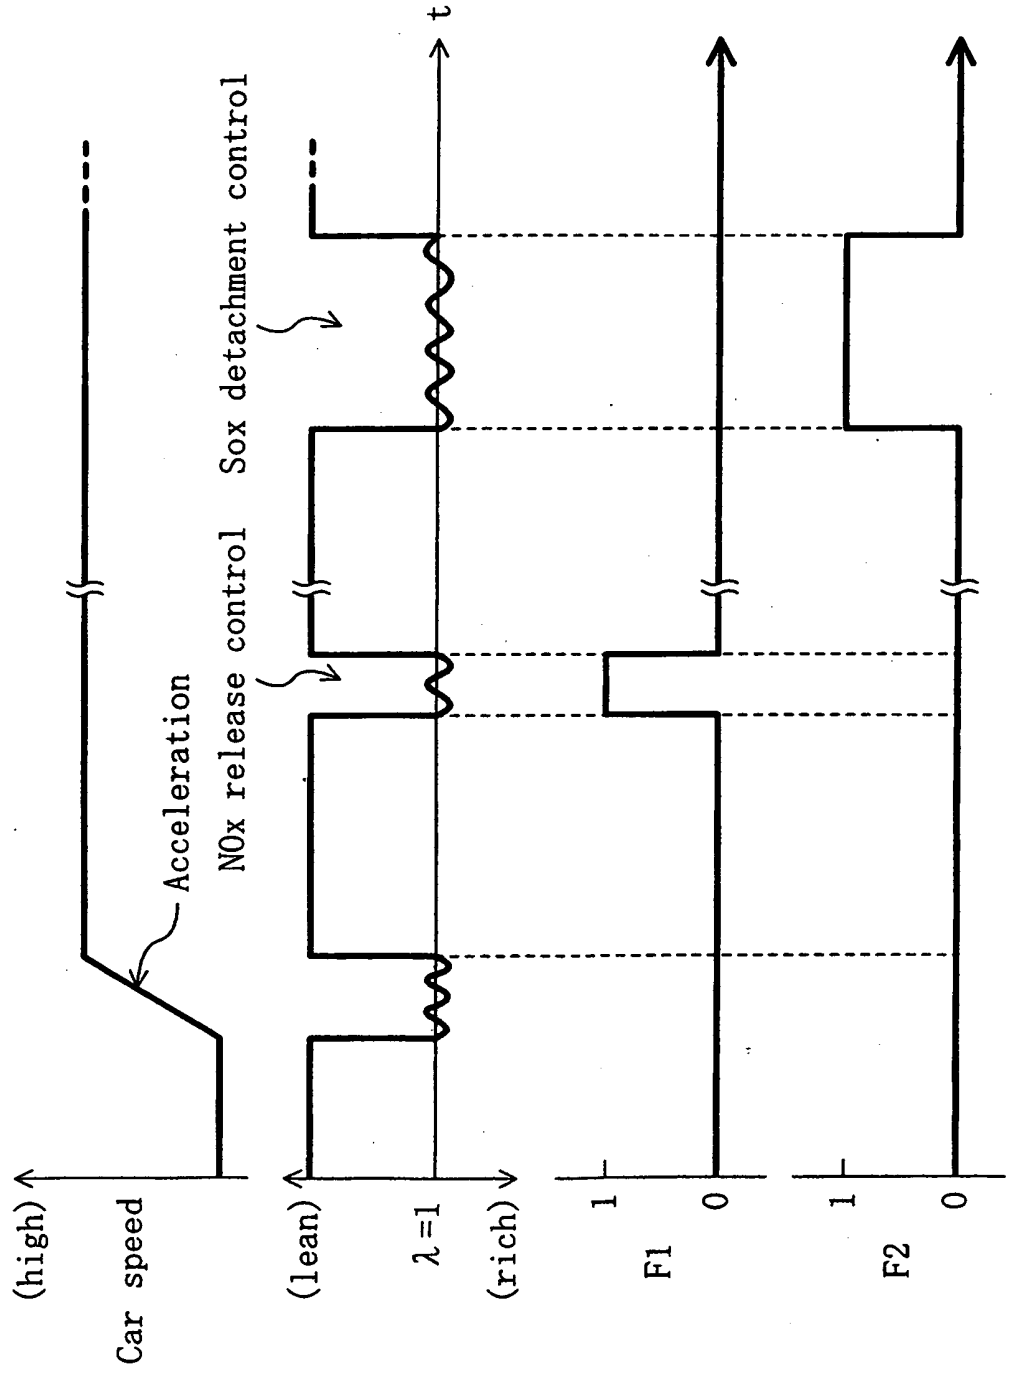 (high)
Car speed
Acceleration
NOx release control
Sox detachment control
(lean)
λ=1
(rich)
t
F1
1
0
F2
1
0